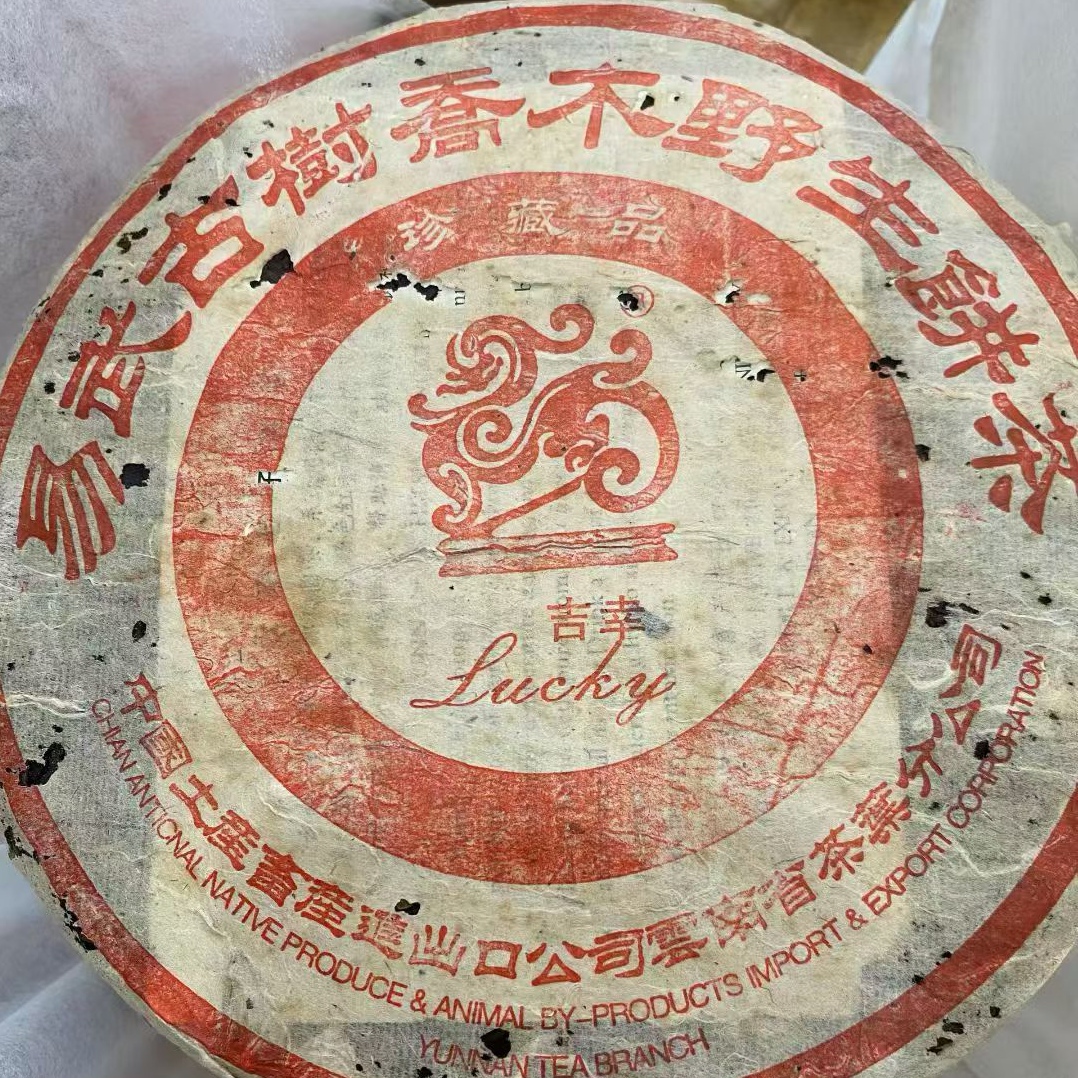 易武古樹喬木野生餅茶
珍藏一品
®
吉幸
Lucky
中國土產畜產進出口公司雲南省茶葉分公司
CHIAN ANTIONAL NATIVE PRODUCE & ANIMAL BY-PRODUCTS IMPORT & EXPORT CORPORATION
YUNNAN TEA BRANCH